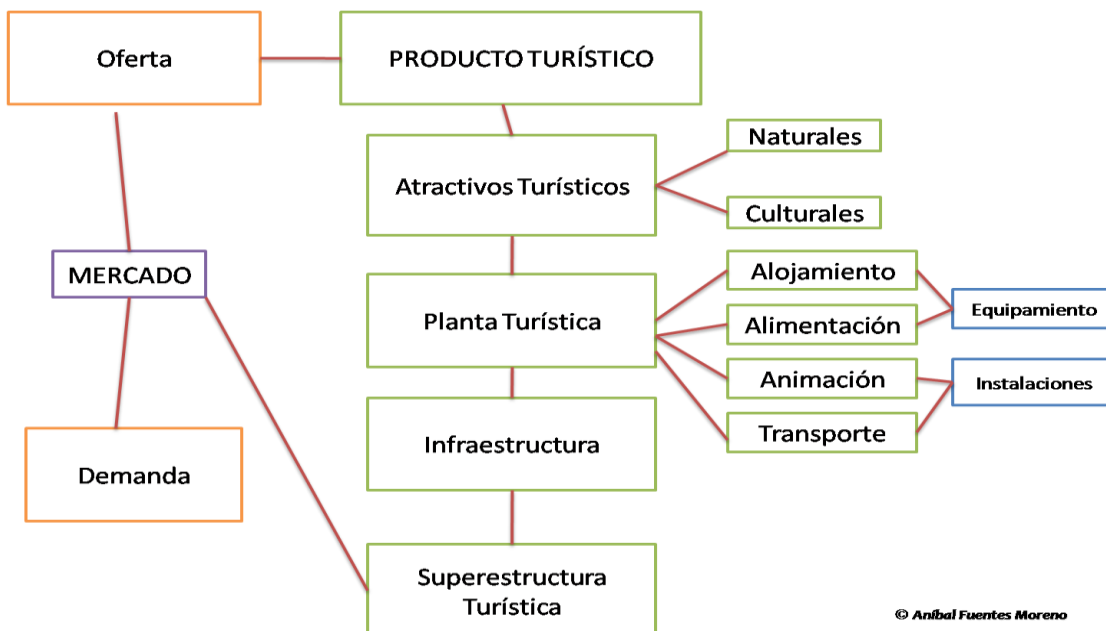 Oferta
PRODUCTO TURÍSTICO
Atractivos Turísticos
Naturales
Culturales
MERCADO
Planta Turística
Alojamiento
Alimentación
Animación
Transporte
Equipamiento
Instalaciones
Infraestructura
Demanda
Superestructura
Turística
© Aníbal Fuentes Moreno